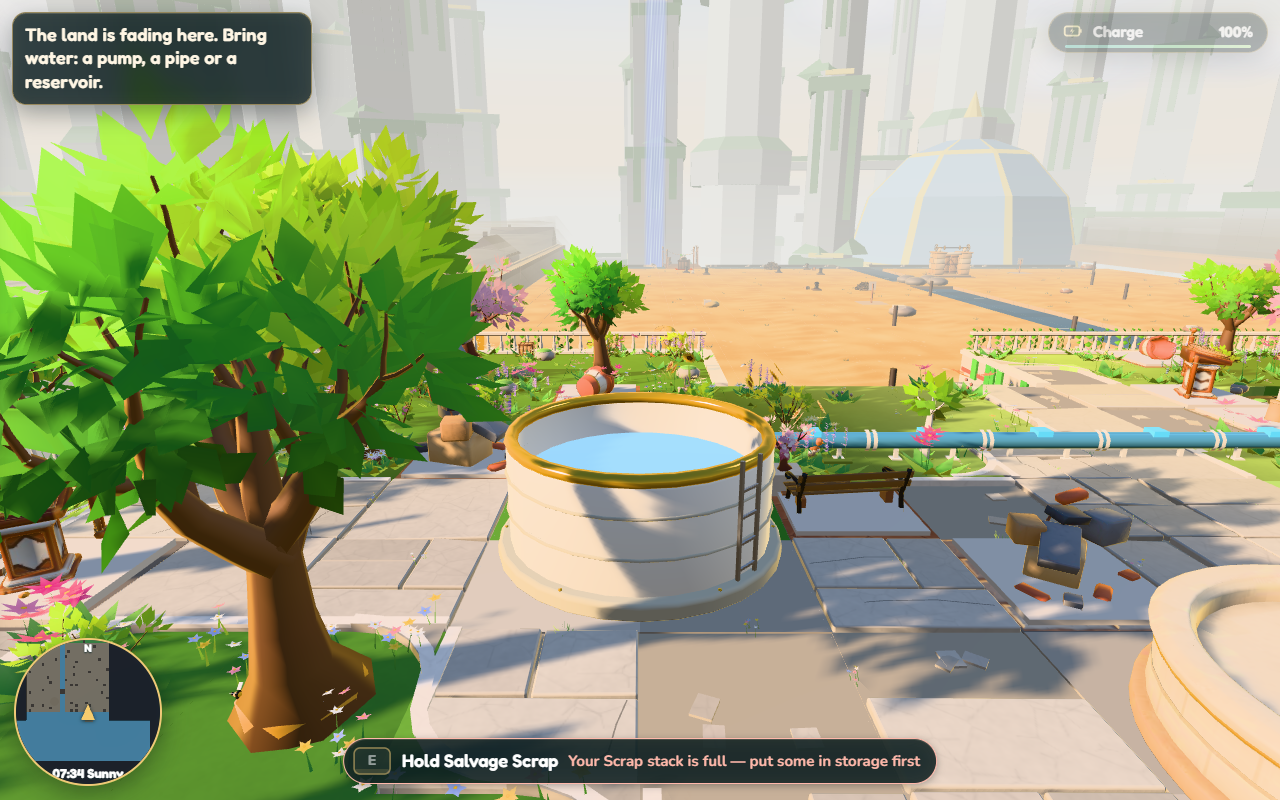 The land is fading here. Bring
water: a pump, a pipe or a
reservoir.
Charge 100%
N
07:34 Sunny
E Hold Salvage Scrap Your Scrap stack is full — put some in storage first